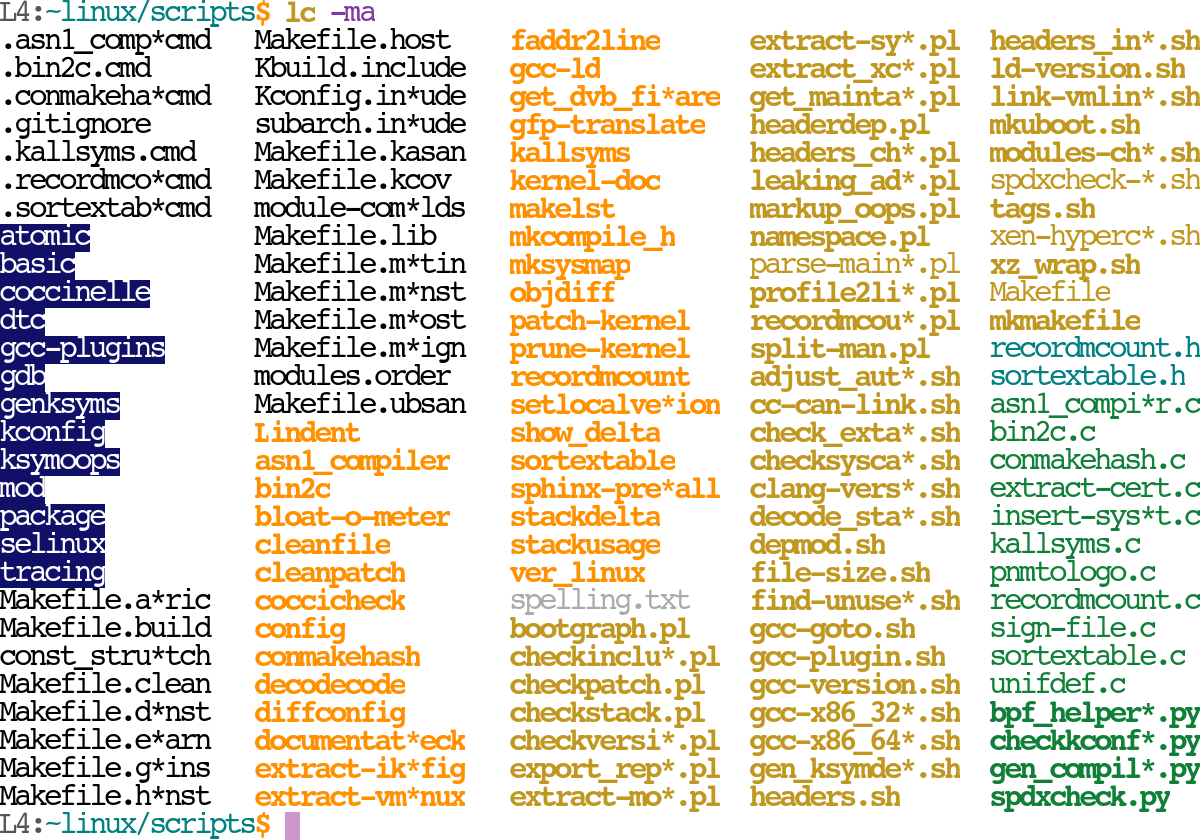 L4:~linux/scripts$ lc -ma
.asn1_comp*cmd Makefile.host faddr2line extract-sy*.pl headers_in*.sh
.bin2c.cmd Kbuild.include gcc-ld extract_xc*.pl ld-version.sh
.conmakeha*cmd Kconfig.in*ude get_dvb_fi*are get_mainta*.pl link-vmlin*.sh
.gitignore subarch.in*ude gfp-translate headerdep.pl mkuboot.sh
.kallsyms.cmd Makefile.kasan kallsyms headers_ch*.pl modules-ch*.sh
.recordmco*cmd Makefile.kcov kernel-doc leaking_ad*.pl spdxcheck-*.sh
.sortextab*cmd module-com*lds makelst markup_oops.pl tags.sh
atomic Makefile.lib mkcompile_h namespace.pl xen-hyperc*.sh
basic Makefile.m*tin mksysmap parse-main*.pl xz_wrap.sh
coccinelle Makefile.m*nst objdiff profile2li*.pl Makefile
dtc Makefile.m*ost patch-kernel recordmcou*.pl mkmakefile
gcc-plugins Makefile.m*ign prune-kernel split-man.pl recordmcount.h
gdb modules.order recordmcount adjust_aut*.sh sortextable.h
genksyms Makefile.ubsan setlocalve*ion cc-can-link.sh asn1_compi*r.c
kconfig Lindent show_delta check_exta*.sh bin2c.c
ksymoops asn1_compiler sortextable checksysca*.sh conmakehash.c
mod bin2c sphinx-pre*all clang-vers*.sh extract-cert.c
package bloat-o-meter stackdelta decode_sta*.sh insert-sys*t.c
selinux cleanfile stackusage depmod.sh kallsyms.c
tracing cleanpatch ver_linux file-size.sh pnmtologo.c
Makefile.a*ric coccicheck spelling.txt find-unuse*.sh recordmcount.c
Makefile.build config bootgraph.pl gcc-goto.sh sign-file.c
const_stru*tch conmakehash checkinclu*.pl gcc-plugin.sh sortextable.c
Makefile.clean decodecode checkpatch.pl gcc-version.sh unifdef.c
Makefile.d*nst diffconfig checkstack.pl gcc-x86_32*.sh bpf_helper*.py
Makefile.e*arn documentat*eck checkversi*.pl gcc-x86_64*.sh checkkconf*.py
Makefile.g*ins extract-ik*fig export_rep*.pl gen_ksymde*.sh gen_compil*.py
Makefile.h*nst extract-vm*nux extract-mo*.pl headers.sh spdxcheck.py
L4:~linux/scripts$